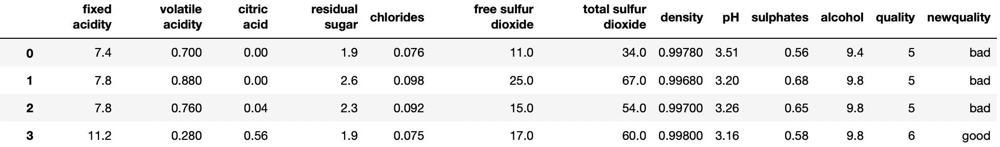 fixed acidity volatile acidity citric acid residual sugar chlorides free sulfur dioxide total sulfur dioxide density pH sulphates alcohol quality newquality
0 7.4 0.700 0.00 1.9 0.076 11.0 34.0 0.99780 3.51 0.56 9.4 5 bad
1 7.8 0.880 0.00 2.6 0.098 25.0 67.0 0.99680 3.20 0.68 9.8 5 bad
2 7.8 0.760 0.04 2.3 0.092 15.0 54.0 0.99700 3.26 0.65 9.8 5 bad
3 11.2 0.280 0.56 1.9 0.075 17.0 60.0 0.99800 3.16 0.58 9.8 6 good